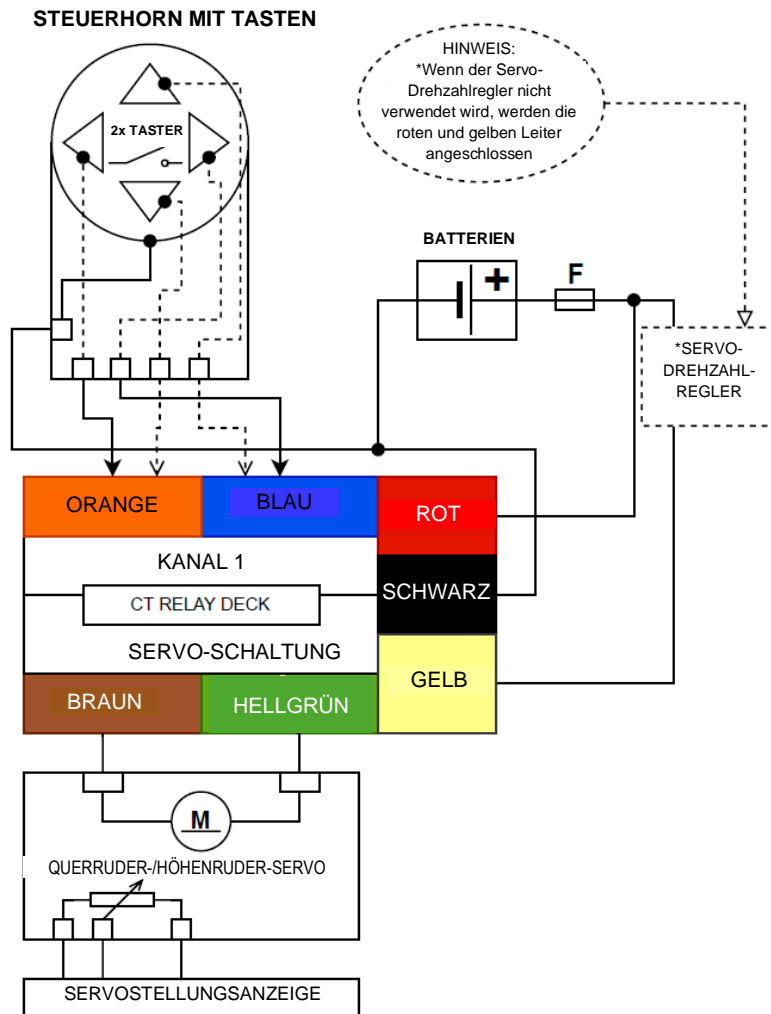 STEUERHORN MIT TASTEN
HINWEIS:
*Wenn der Servo-
Drehzahlregler nicht
verwendet wird, werden die
roten und gelben Leiter
angeschlossen
2x TASTER
BATTERIEN
+
F
*SERVO-
DREHZAHL-
REGLER
ORANGE
BLAU
ROT
KANAL 1
SCHWARZ
CT RELAY DECK
SERVO-SCHALTUNG
GELB
BRAUN
HELLGRÜN
M
QUERRUDER-/HÖHENRUDER-SERVO
SERVOSTELLUNGSANZEIGE